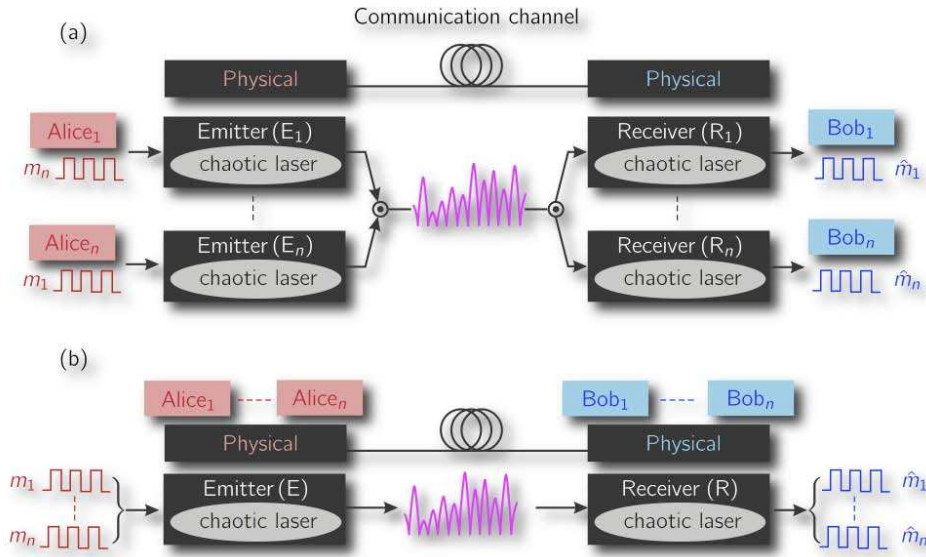 Communication channel
(a)
Physical
Physical
Alice₁
Emitter (E₁)
Receiver (R₁)
Bob₁
mₙ
chaotic laser
chaotic laser
m̂₁
Aliceₙ
Emitter (Eₙ)
Receiver (Rₙ)
Bobₙ
m₁
chaotic laser
chaotic laser
m̂ₙ
(b)
Alice₁
Aliceₙ
Bob₁
Bobₙ
Physical
Physical
m₁
Emitter (E)
Receiver (R)
m̂₁
chaotic laser
chaotic laser
mₙ
m̂ₙ